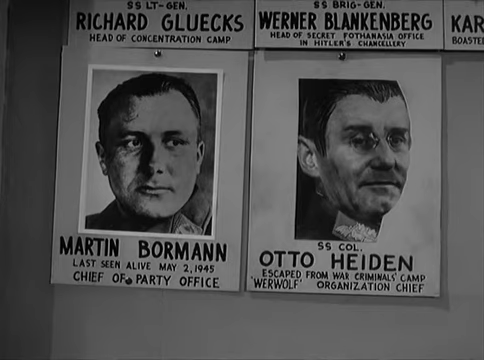 SS LT-GEN.
RICHARD GLUECKS
HEAD OF CONCENTRATION CAMP
SS BRIG-GEN.
WERNER BLANKENBERG
HEAD OF SECRET FOTHANASIA OFFICE
IN HITLER'S CHANCELLERY
KAR
BOASTE
MARTIN BORMANN
LAST SEEN ALIVE MAY 2, 1945
CHIEF OF PARTY OFFICE
SS COL.
OTTO HEIDEN
ESCAPED FROM WAR CRIMINALS' CAMP
'WERWOLF' ORGANIZATION CHIEF